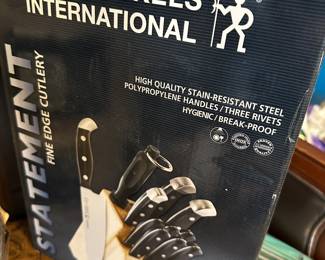 INTERNATIONAL
STATEMENT
FINE EDGE CUTLERY
HIGH QUALITY STAIN-RESISTANT STEEL
POLYPROPYLENE HANDLES / THREE RIVETS
HYGIENIC / BREAK-PROOF